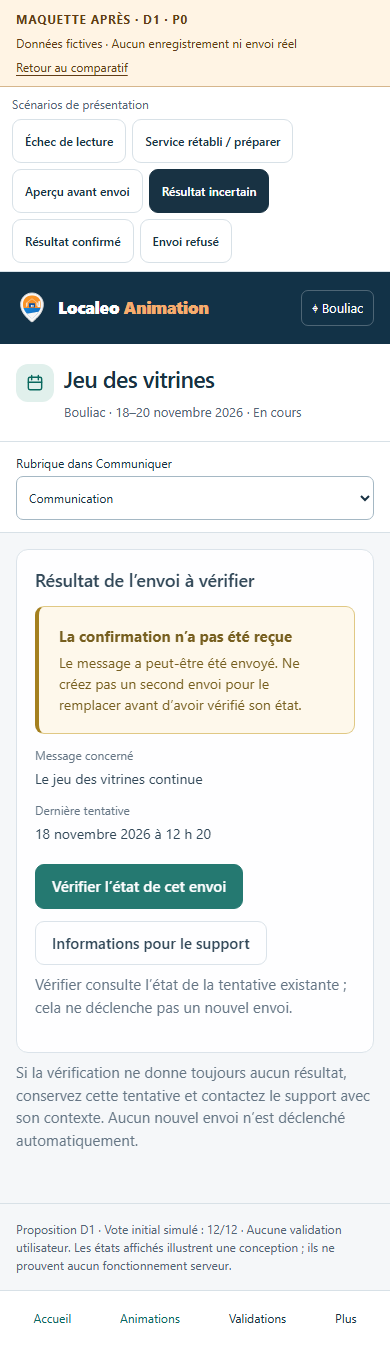 MAQUETTE APRÈS · D1 · P0
Données fictives · Aucun enregistrement ni envoi réel
Retour au comparatif
Scénarios de présentation
Échec de lecture
Service rétabli / préparer
Aperçu avant envoi
Résultat incertain
Résultat confirmé
Envoi refusé
Localeo Animation
⌖ Bouliac
Jeu des vitrines
Bouliac · 18–20 novembre 2026 · En cours
Rubrique dans Communiquer
Communication
Résultat de l’envoi à vérifier
La confirmation n’a pas été reçue
Le message a peut-être été envoyé. Ne
créez pas un second envoi pour le
remplacer avant d’avoir vérifié son état.
Message concerné
Le jeu des vitrines continue
Dernière tentative
18 novembre 2026 à 12 h 20
Vérifier l’état de cet envoi
Informations pour le support
Vérifier consulte l’état de la tentative existante ;
cela ne déclenche pas un nouvel envoi.
Si la vérification ne donne toujours aucun résultat,
conservez cette tentative et contactez le support avec
son contexte. Aucun nouvel envoi n’est déclenché
automatiquement.
Proposition D1 · Vote initial simulé : 12/12 · Aucune validation
utilisateur. Les états affichés illustrent une conception ; ils ne
prouvent aucun fonctionnement serveur.
Accueil
Animations
Validations
Plus